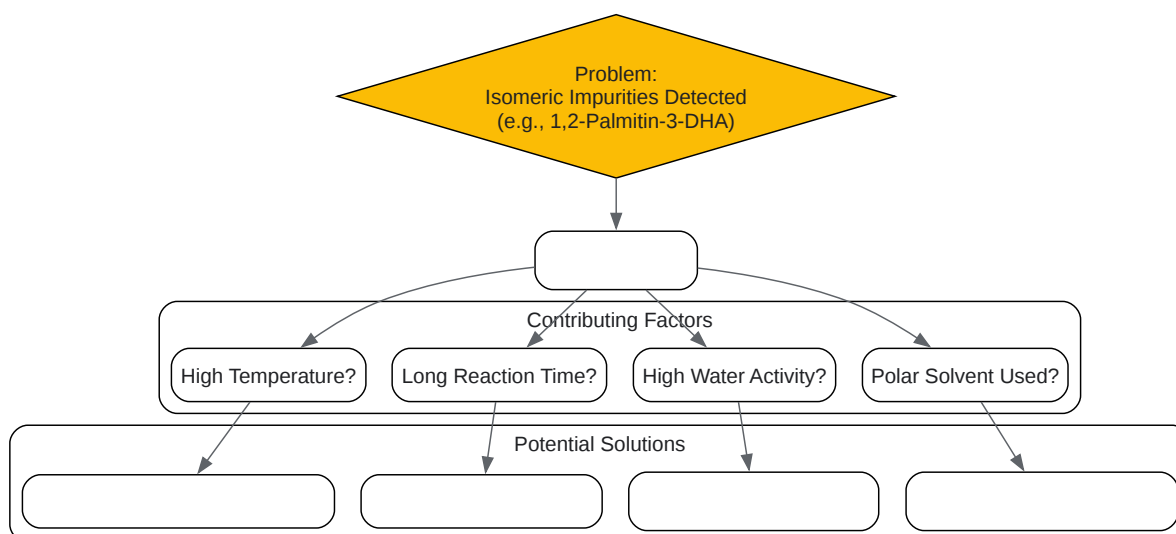 Problem:
Isomeric Impurities Detected
(e.g., 1,2-Palmitin-3-DHA)
Contributing Factors
High Temperature?
Long Reaction Time?
High Water Activity?
Polar Solvent Used?
Potential Solutions